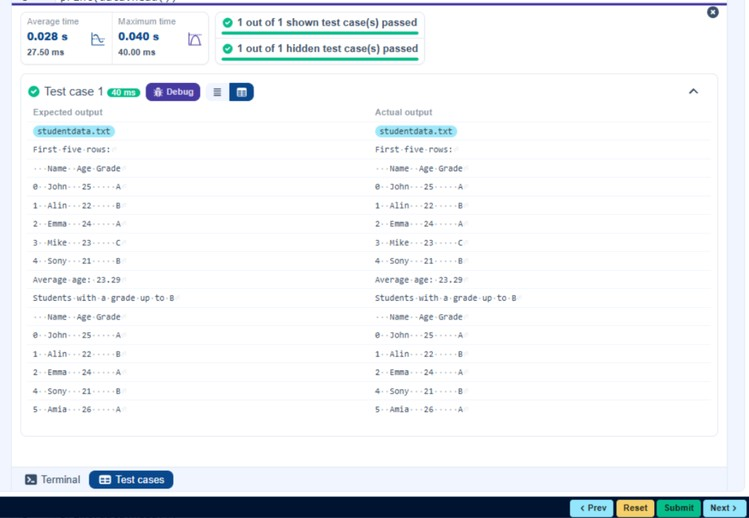 Average time
0.028 s
27.50 ms
Maximum time
0.040 s
40.00 ms
1 out of 1 shown test case(s) passed
1 out of 1 hidden test case(s) passed
Test case 1 40 ms Debug
Expected output
Actual output
studentdata.txt
studentdata.txt
First·five·rows:
First·five·rows:
···Name··Age·Grade
···Name··Age·Grade
0··John···25·····A
0··John···25·····A
1··Alin···22·····B
1··Alin···22·····B
2··Emma···24·····A
2··Emma···24·····A
3··Mike···23·····C
3··Mike···23·····C
4··Sony···21·····B
4··Sony···21·····B
Average·age:·23.29
Average·age:·23.29
Students·with·a·grade·up·to·B
Students·with·a·grade·up·to·B
···Name··Age·Grade
···Name··Age·Grade
0··John···25·····A
0··John···25·····A
1··Alin···22·····B
1··Alin···22·····B
2··Emma···24·····A
2··Emma···24·····A
4··Sony···21·····B
4··Sony···21·····B
5··Amia···26·····A
5··Amia···26·····A
Terminal
Test cases
< Prev
Reset
Submit
Next >